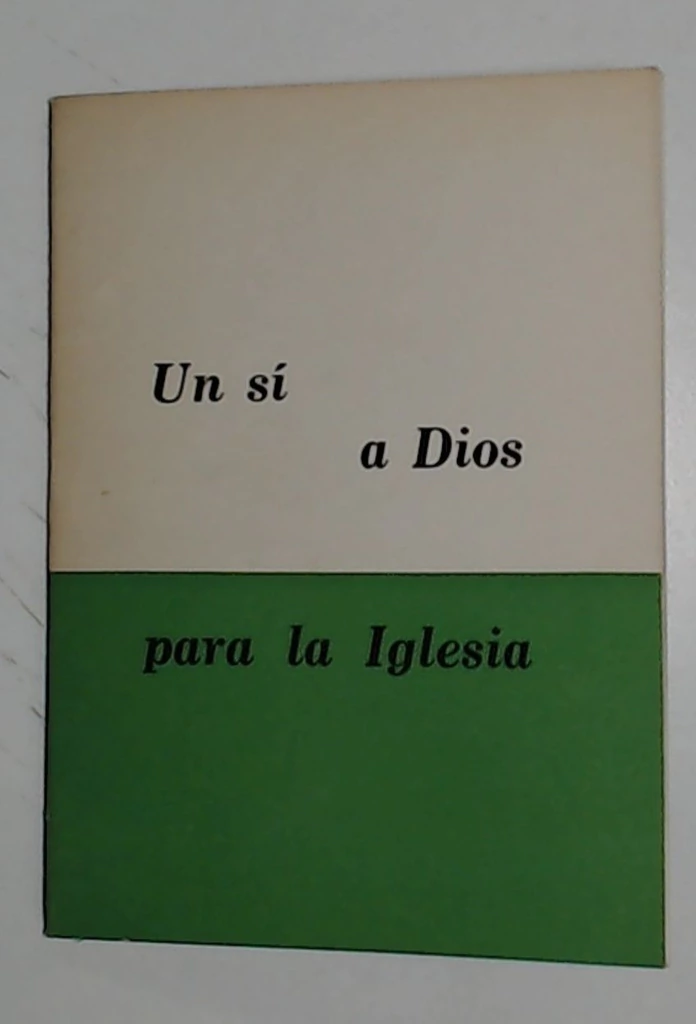 Un sí
a Dios
para la Iglesia